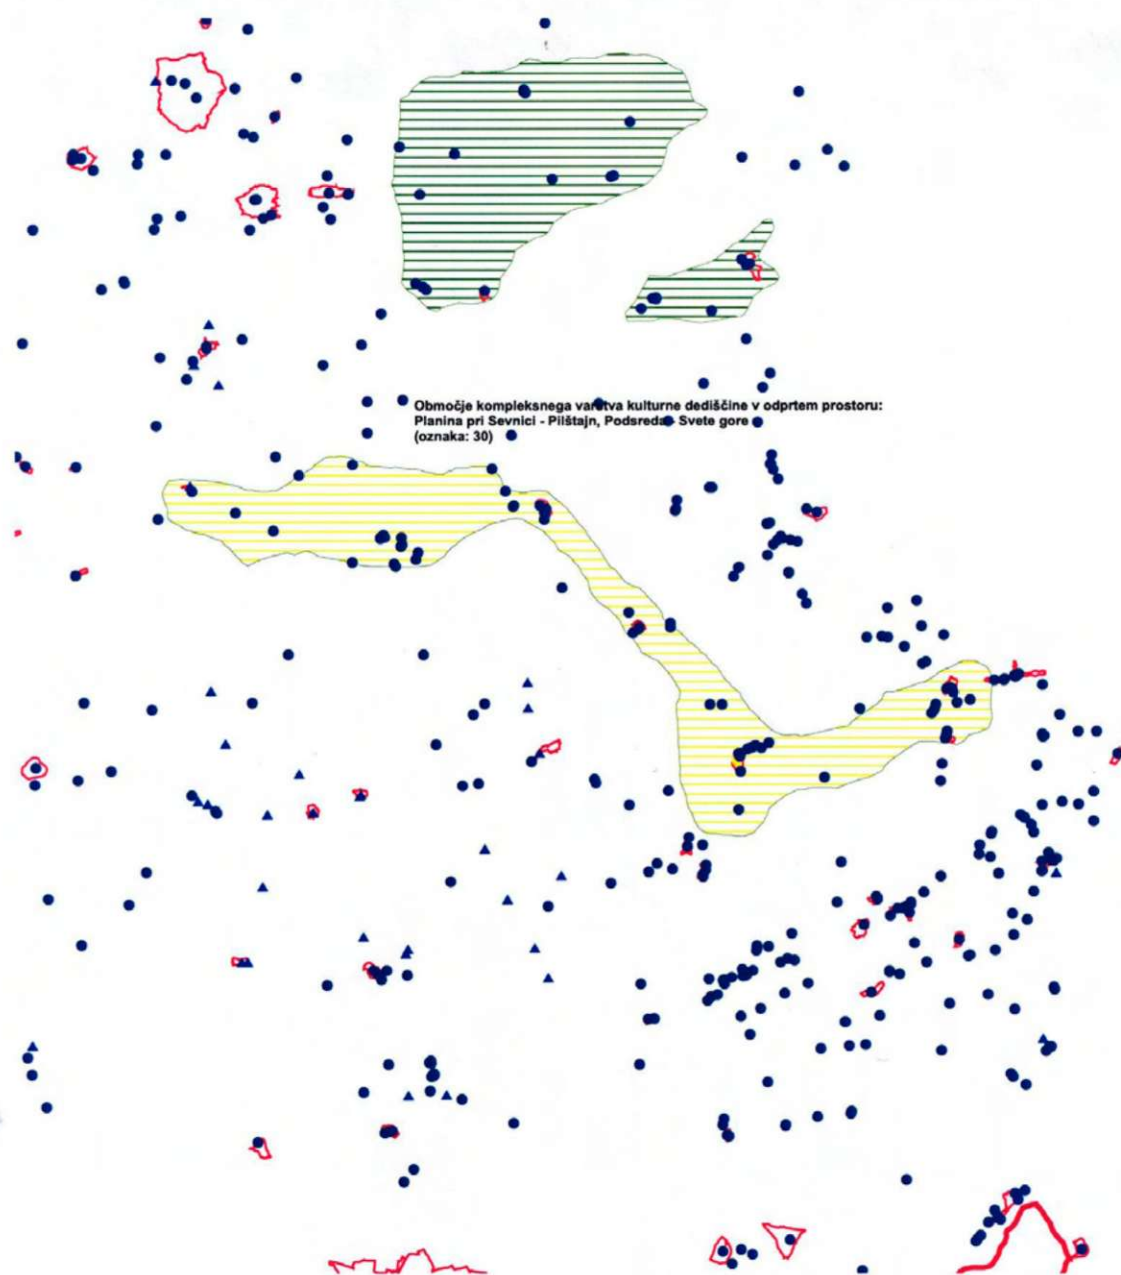 Območje kompleksnega varstva kulturne dediščine v odprtem prostoru:
Planina pri Sevnici - Pilštajn, Podsreda - Svete gore
(oznaka: 30)